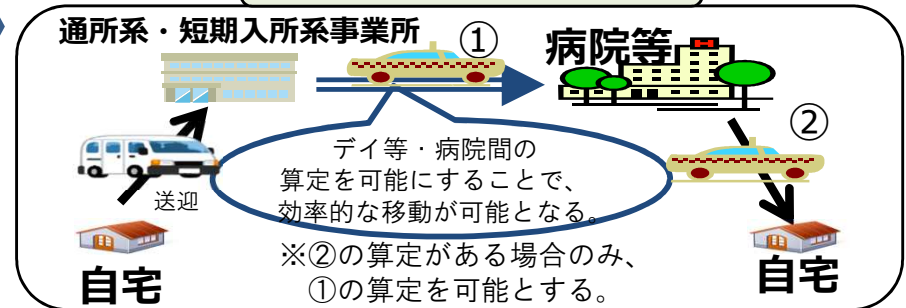 通所系・短期入所系事業所
①
病院等
H
②
デイ等・病院間の
算定を可能にすることで、
効率的な移動が可能となる。
送迎
※②の算定がある場合のみ、
①の算定を可能とする。
自宅
自宅